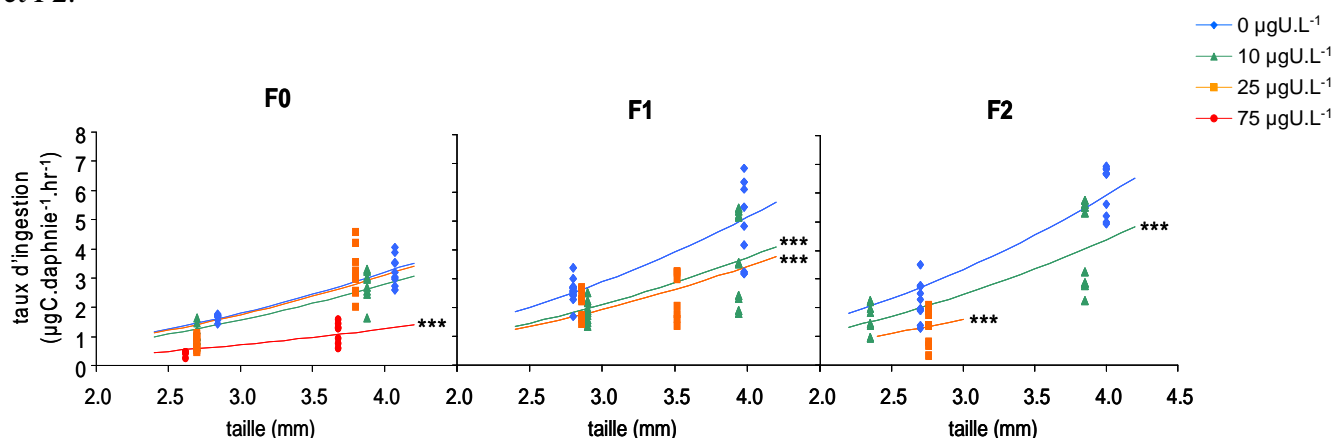 et F2.
0 µgU.L⁻¹
10 µgU.L⁻¹
25 µgU.L⁻¹
75 µgU.L⁻¹
F0
F1
F2
taux d'ingestion
(µgC.daphnie⁻¹.hr⁻¹)
8
7
6
5
4
3
2
1
0
***
***
***
***
***
2.0 2.5 3.0 3.5 4.0 2.0 2.5 3.0 3.5 4.0 2.0 2.5 3.0 3.5 4.0 4.5
taille (mm) taille (mm) taille (mm)